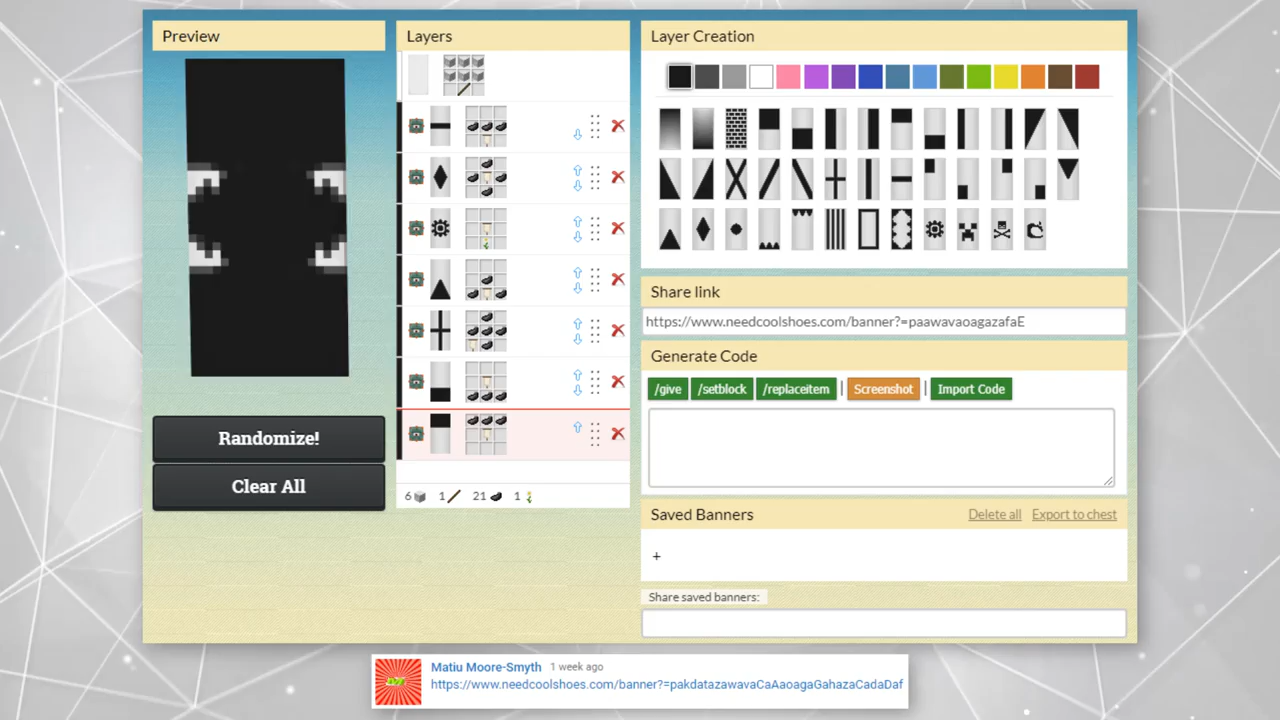 Preview
Layers
Layer Creation
Share link
https://www.needcoolshoes.com/banner?=paawavaoagazafaE
Generate Code
/give /setblock /replaceitem | Screenshot | Import Code
Randomize!
Clear All
6 1 21 1
Saved Banners Delete all Export to chest
+
Share saved banners:
Matiu Moore-Smyth 1 week ago
https://www.needcoolshoes.com/banner?=pakdatazawavaCaAaoagaGahazaCadaDaf